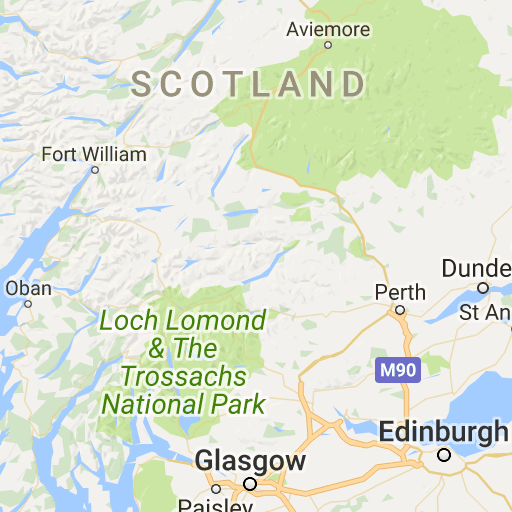 Aviemore
SCOTLAND
Fort William
Dunde
Oban
Perth
St An
Loch Lomond
& The
Trossachs
National Park
M90
Edinburgh
Glasgow
Paisley